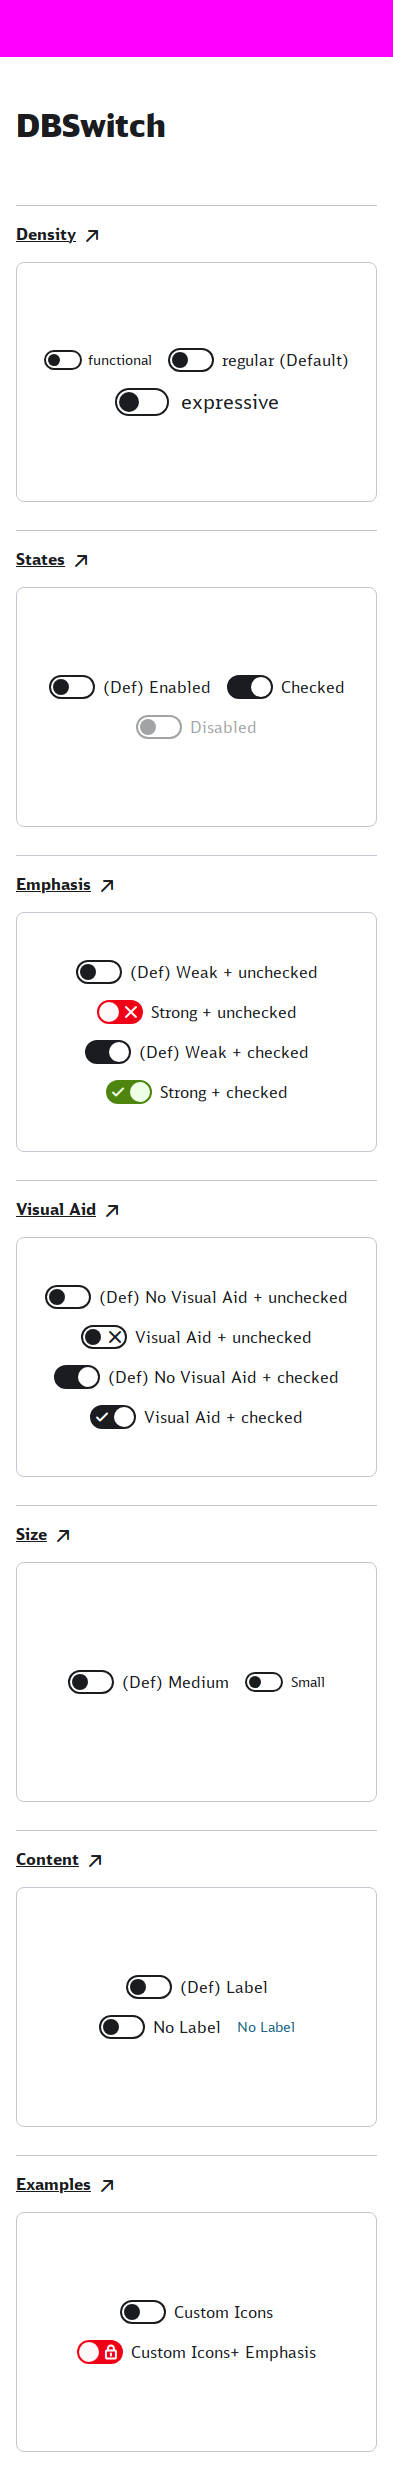 DBSwitch
Density
functional regular (Default)
expressive
States
(Def) Enabled Checked
Disabled
Emphasis
(Def) Weak + unchecked
Strong + unchecked
(Def) Weak + checked
Strong + checked
Visual Aid
(Def) No Visual Aid + unchecked
Visual Aid + unchecked
(Def) No Visual Aid + checked
Visual Aid + checked
Size
(Def) Medium Small
Content
(Def) Label
No Label No Label
Examples
Custom Icons
Custom Icons+ Emphasis